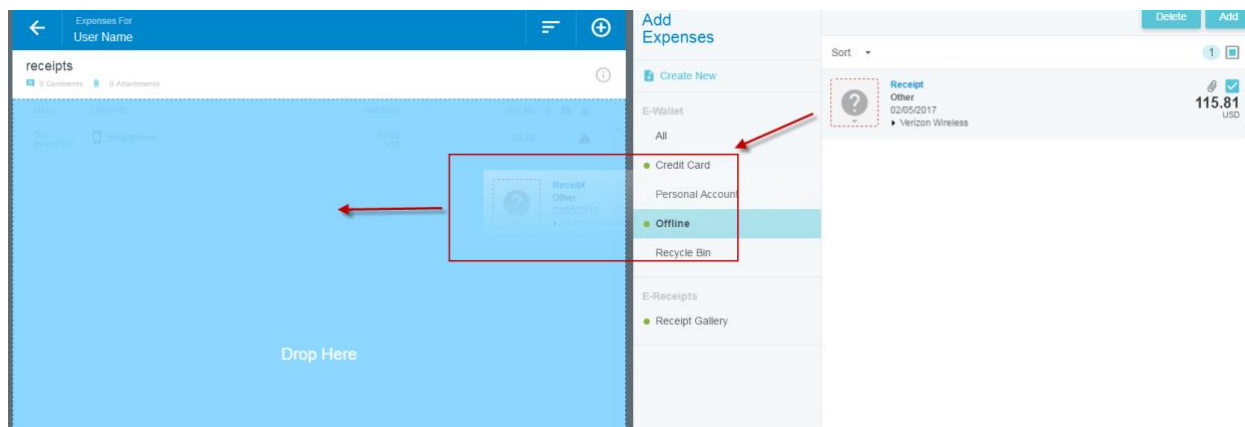 Expenses For
User Name
receipts
0 Comments 0 Attachments
Smartphone
Receipt
Other
02/05/2017
Drop Here
Add
Expenses
Create New
E-Wallet
All
Credit Card
Personal Account
Offline
Recycle Bin
E-Receipts
Receipt Gallery
Delete Add
Sort 1
Receipt
Other
02/05/2017
Verizon Wireless
115.81
USD